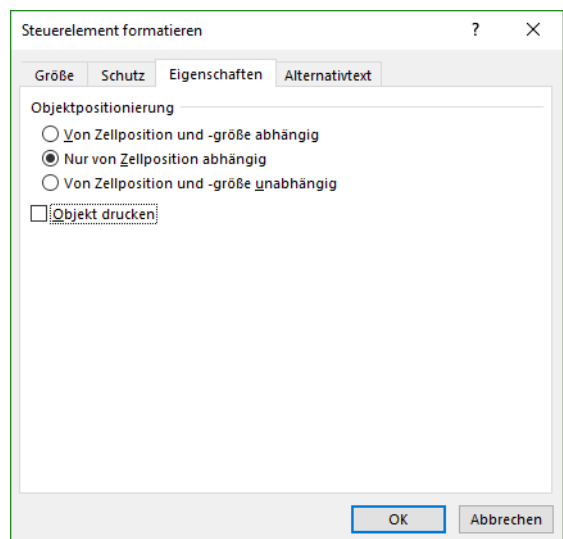 Steuerelement formatieren ? ×
Größe Schutz Eigenschaften Alternativtext
Objektpositionierung
Von Zellposition und -größe abhängig
Nur von Zellposition abhängig
Von Zellposition und -größe unabhängig
Objekt drucken
OK Abbrechen